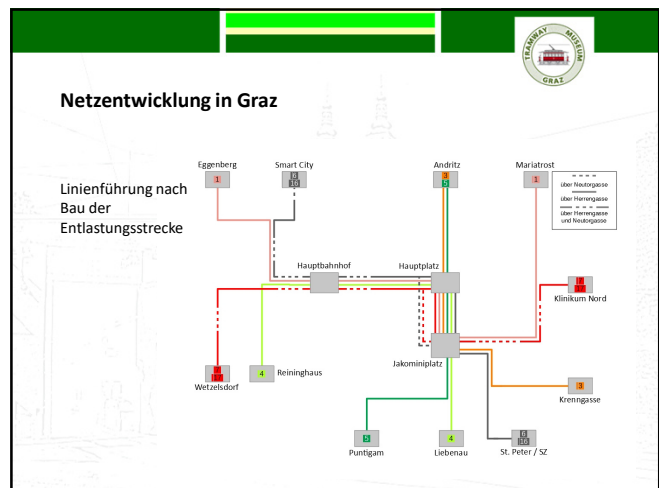 TRAMWAY MUSEUM
GRAZ
Netzentwicklung in Graz
Linienführung nach
Bau der
Entlastungsstrecke
Eggenberg
1
Smart City
6
16
Andritz
3
5
Mariatrost
1
über Neutorgasse
über Herrengasse
über Herrengasse
und Neutorgasse
Hauptbahnhof
Hauptplatz
Klinikum Nord
Jakominiplatz
Wetzelsdorf
4
Reininghaus
3
Krenngasse
5
Puntigam
4
Liebenau
6
16
St. Peter / SZ